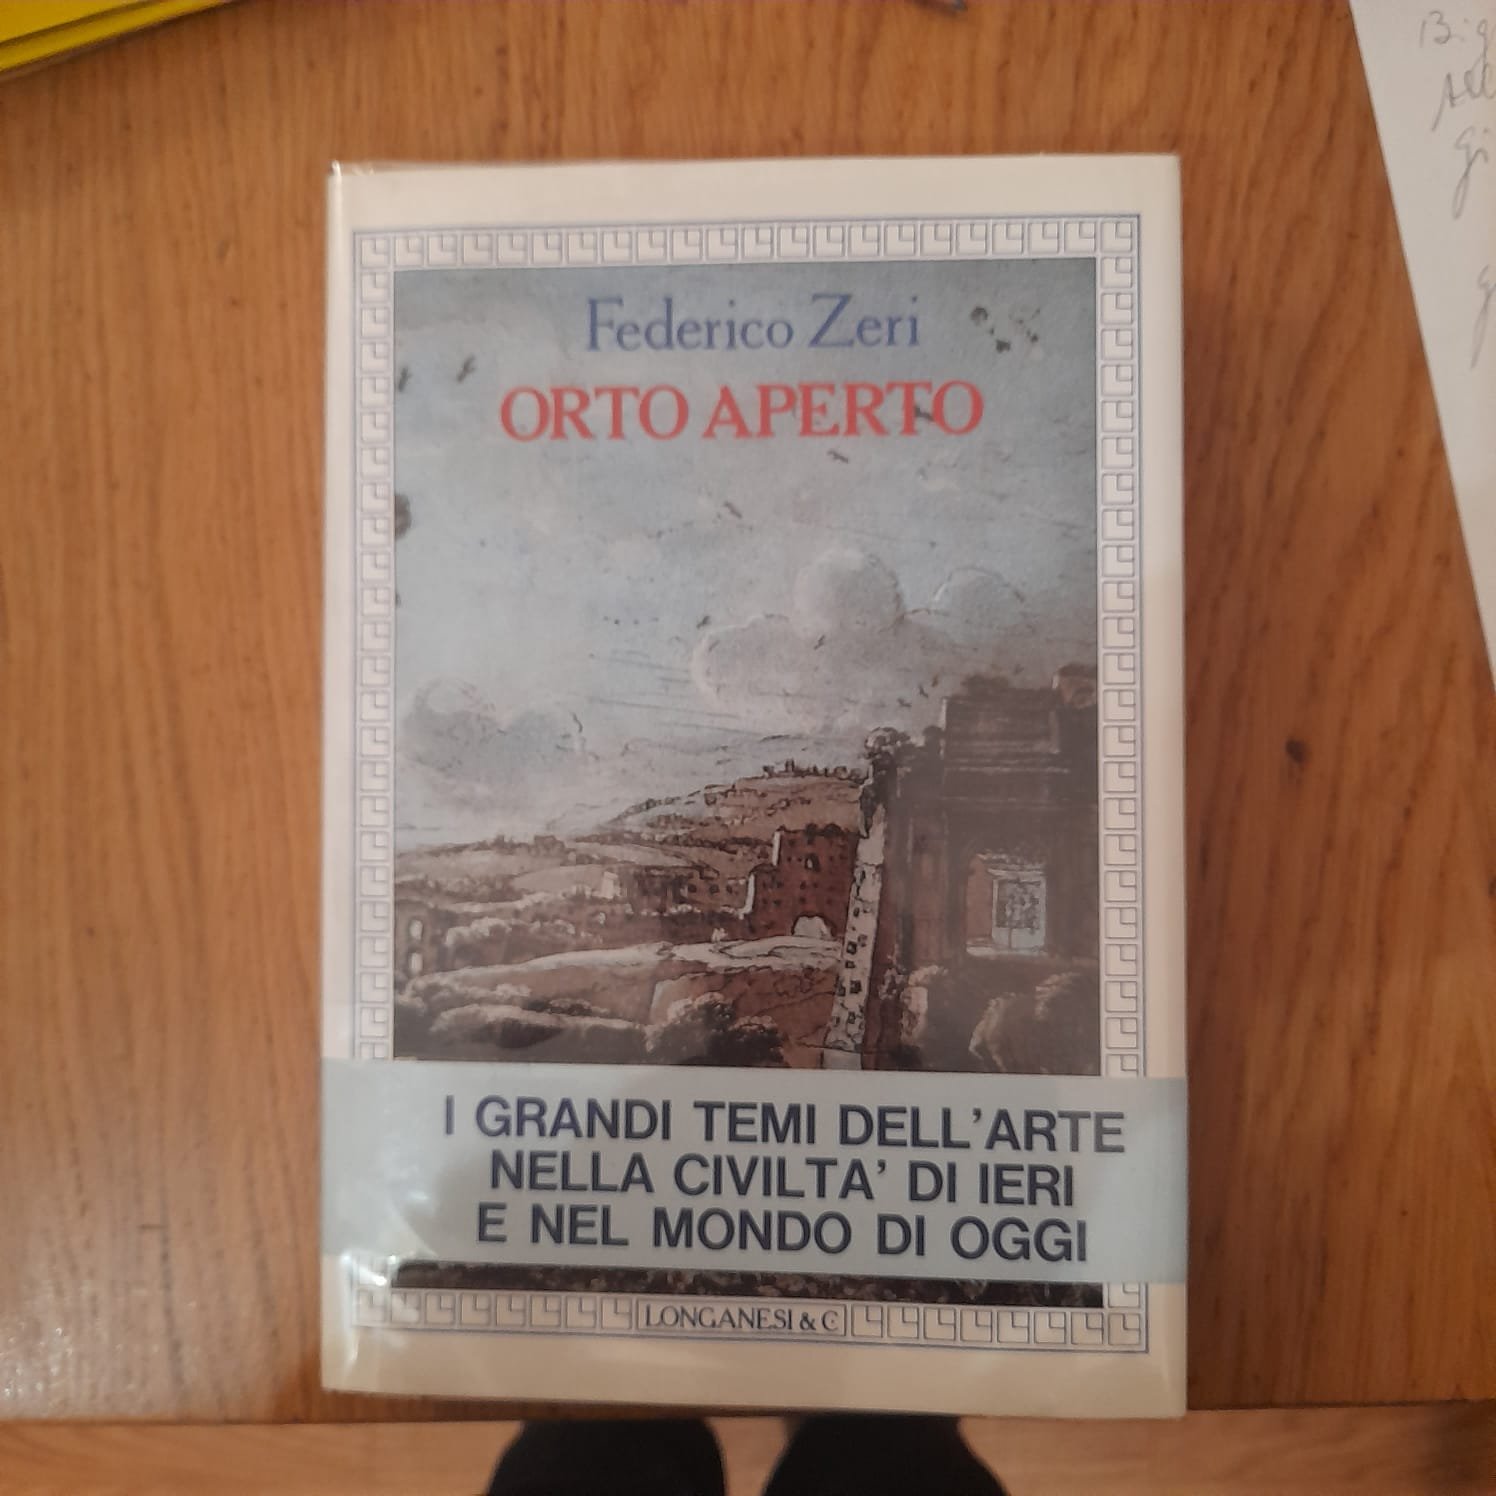 Federico Zeri
ORTO APERTO
I GRANDI TEMI DELL'ARTE
NELLA CIVILTA' DI IERI
E NEL MONDO DI OGGI
LONGANESI & C